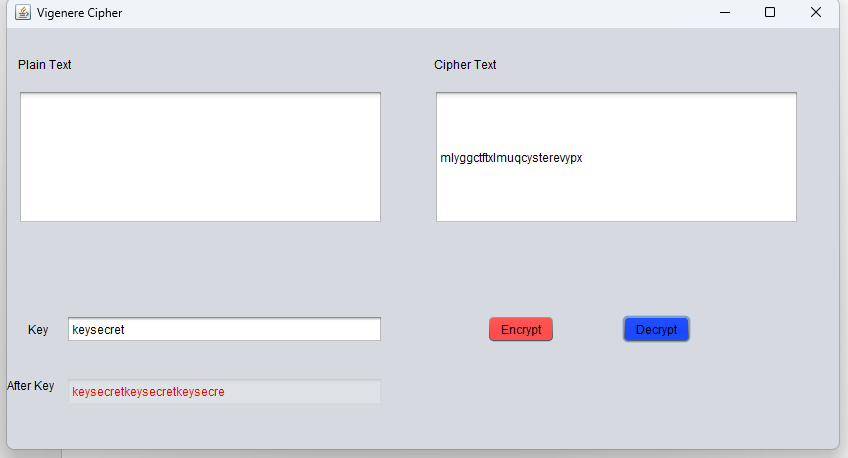 Vigenere Cipher
Plain Text
Cipher Text
mlyggctftxlmuqcysterevypx
Key
keysecret
Encrypt
Decrypt
After Key
keysecretkeysecretkeysecre